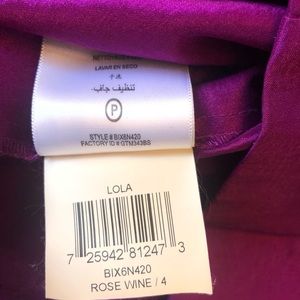 LAVAR EN SECO
干洗
تنظيف جاف
P
STYLE # BIX6N420
FACTORY ID # GTM343BS
LOLA
7 25942 81247 3
BIX6N420
ROSE WINE / 4